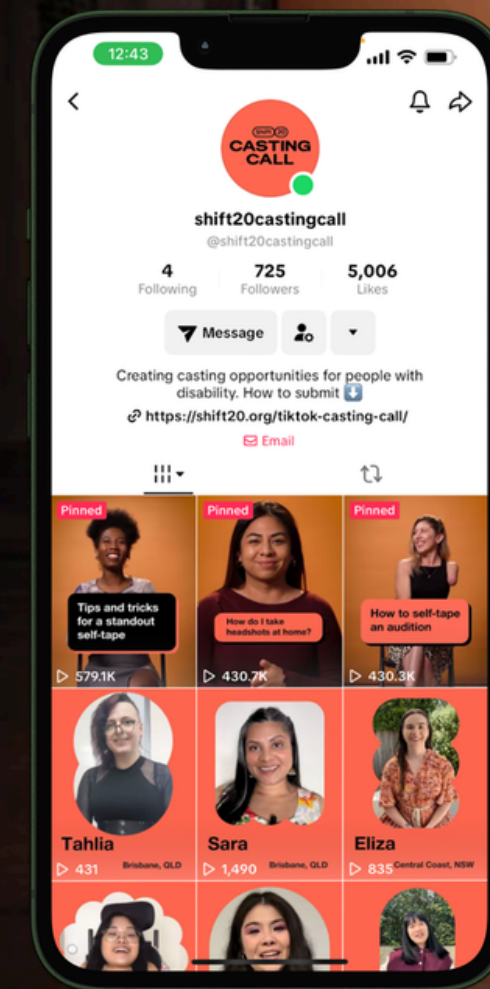 12:43
Shift 20
CASTING
CALL
shift20castingcall
@shift20castingcall
4
Following
725
Followers
5,006
Likes
Message
Creating casting opportunities for people with
disability. How to submit
https://shift20.org/tiktok-casting-call/
Email
Pinned
Tips and tricks
for a standout
self-tape
579.1K
Pinned
How do I take
headshots at home?
430.7K
Pinned
How to self-tape
an audition
430.3K
Tahlia
431
Brisbane, QLD
Sara
1,490
Brisbane, QLD
Eliza
835
Central Coast, NSW